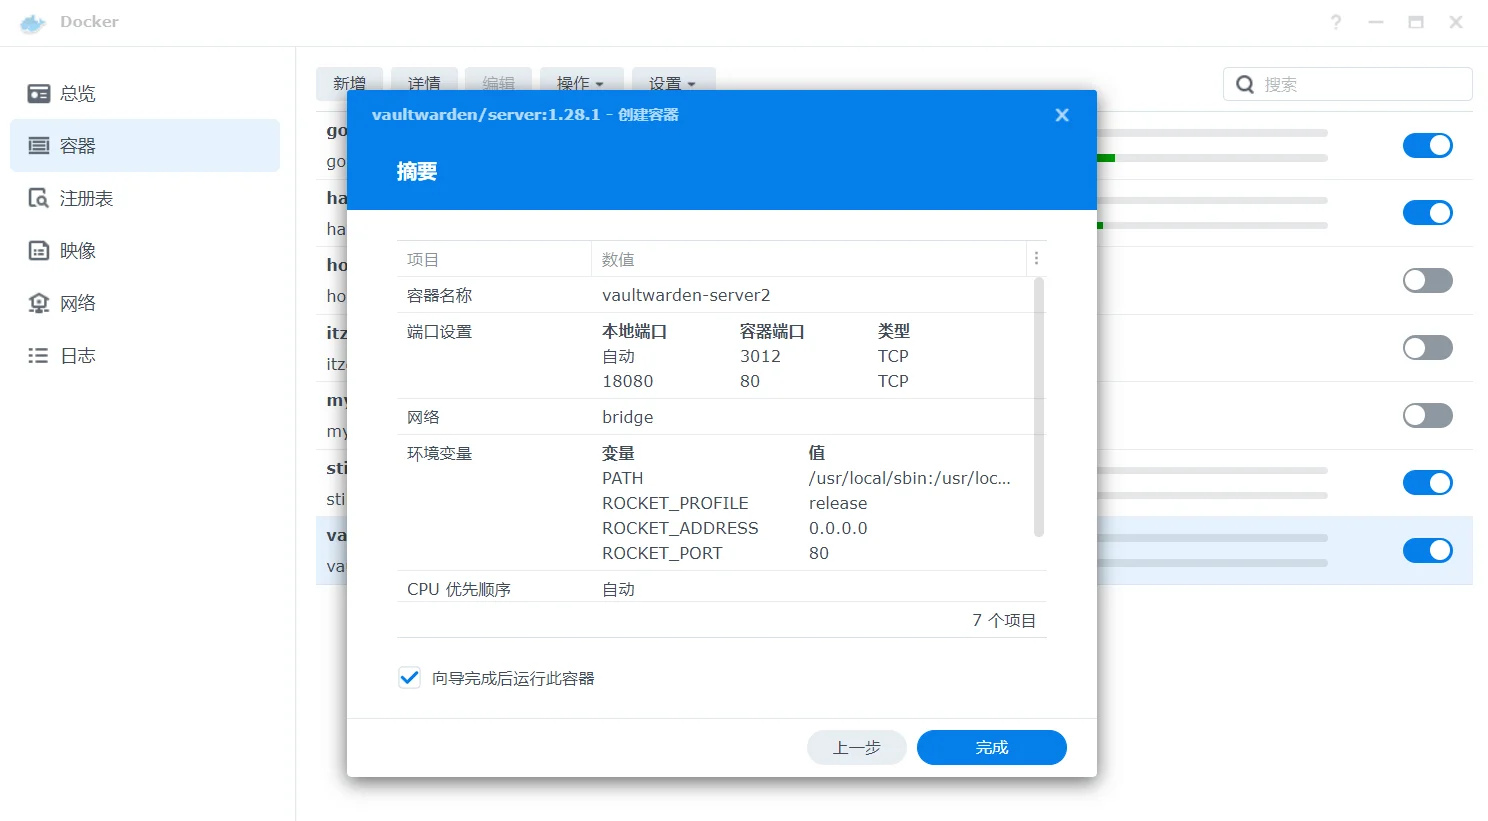 Docker
?
总览
容器
注册表
映像
网络
日志
新增 详情 编辑 操作 设置
搜索
go
go
ha
ha
ho
ho
itz
itz
my
my
sti
sti
va
va
vaultwarden/server:1.28.1 - 创建容器
摘要
项目 数值
容器名称 vaultwarden-server2
端口设置 本地端口 容器端口 类型
自动 3012 TCP
18080 80 TCP
网络 bridge
环境变量 变量 值
PATH /usr/local/sbin:/usr/loc...
ROCKET_PROFILE release
ROCKET_ADDRESS 0.0.0.0
ROCKET_PORT 80
CPU 优先顺序 自动
7 个项目
向导完成后运行此容器
上一步 完成